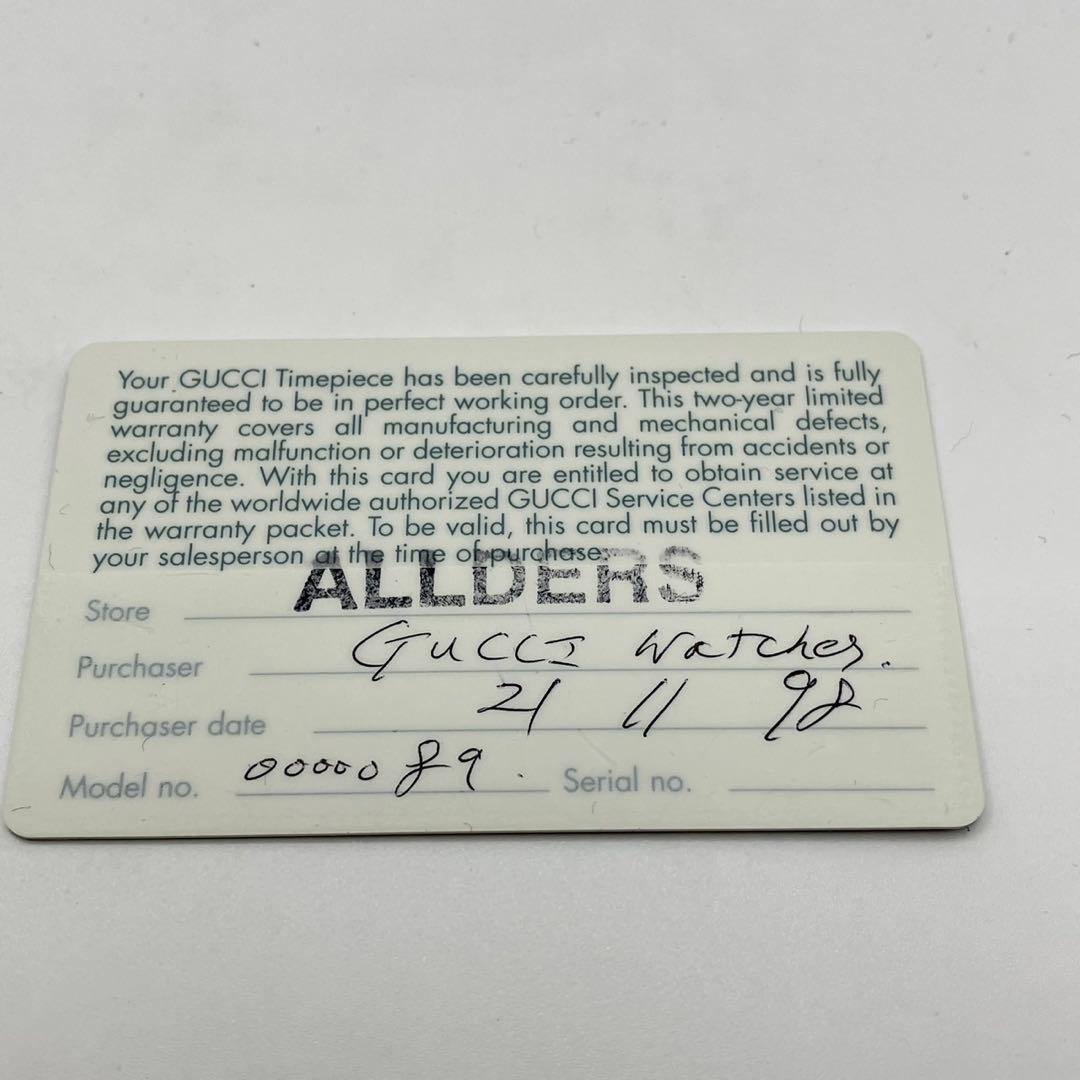 Your GUCCI Timepiece has been carefully inspected and is fully
guaranteed to be in perfect working order. This two-year limited
warranty covers all manufacturing and mechanical defects,
excluding malfunction or deterioration resulting from accidents or
negligence. With this card you are entitled to obtain service at
any of the worldwide authorized GUCCI Service Centers listed in
the warranty packet. To be valid, this card must be filled out by
your salesperson at the time of purchase.
Store ALLDERS
Purchaser GUCCI Watches.
Purchaser date 21 11 98
Model no. 0000089. Serial no.